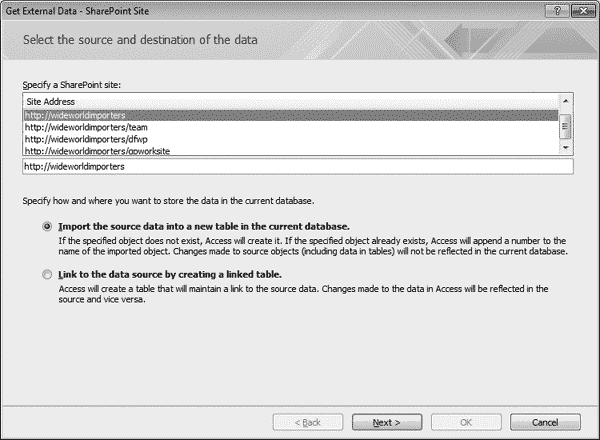 Get External Data - SharePoint Site
Select the source and destination of the data
Specify a SharePoint site:
Site Address
http://wideworldimporters
http://wideworldimporters/team
http://wideworldimporters/dfwp
http://wideworldimporters/gpworksite
http://wideworldimporters
Specify how and where you want to store the data in the current database.
Import the source data into a new table in the current database.
If the specified object does not exist, Access will create it. If the specified object already exists, Access will append a number to the
name of the imported object. Changes made to source objects (including data in tables) will not be reflected in the current database.
Link to the data source by creating a linked table.
Access will create a table that will maintain a link to the source data. Changes made to the data in Access will be reflected in the
source and vice versa.
< Back Next > OK Cancel